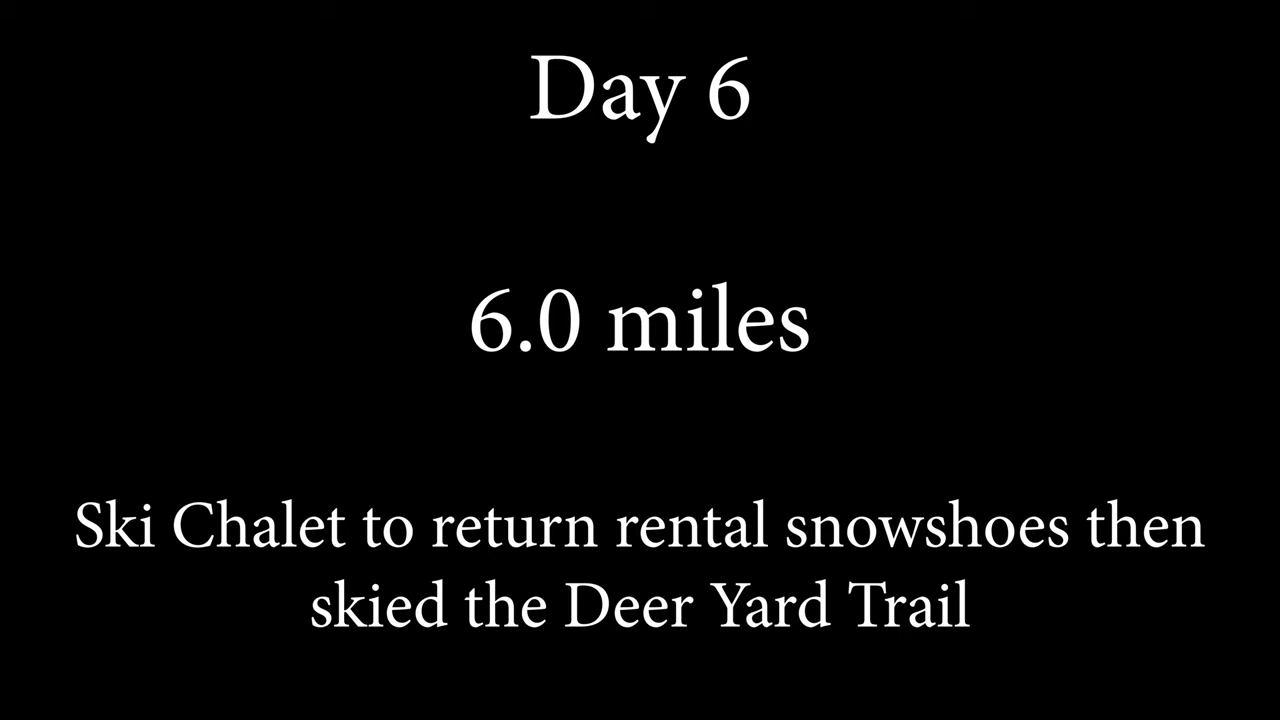 Day 6
6.0 miles
Ski Chalet to return rental snowshoes then
skied the Deer Yard Trail